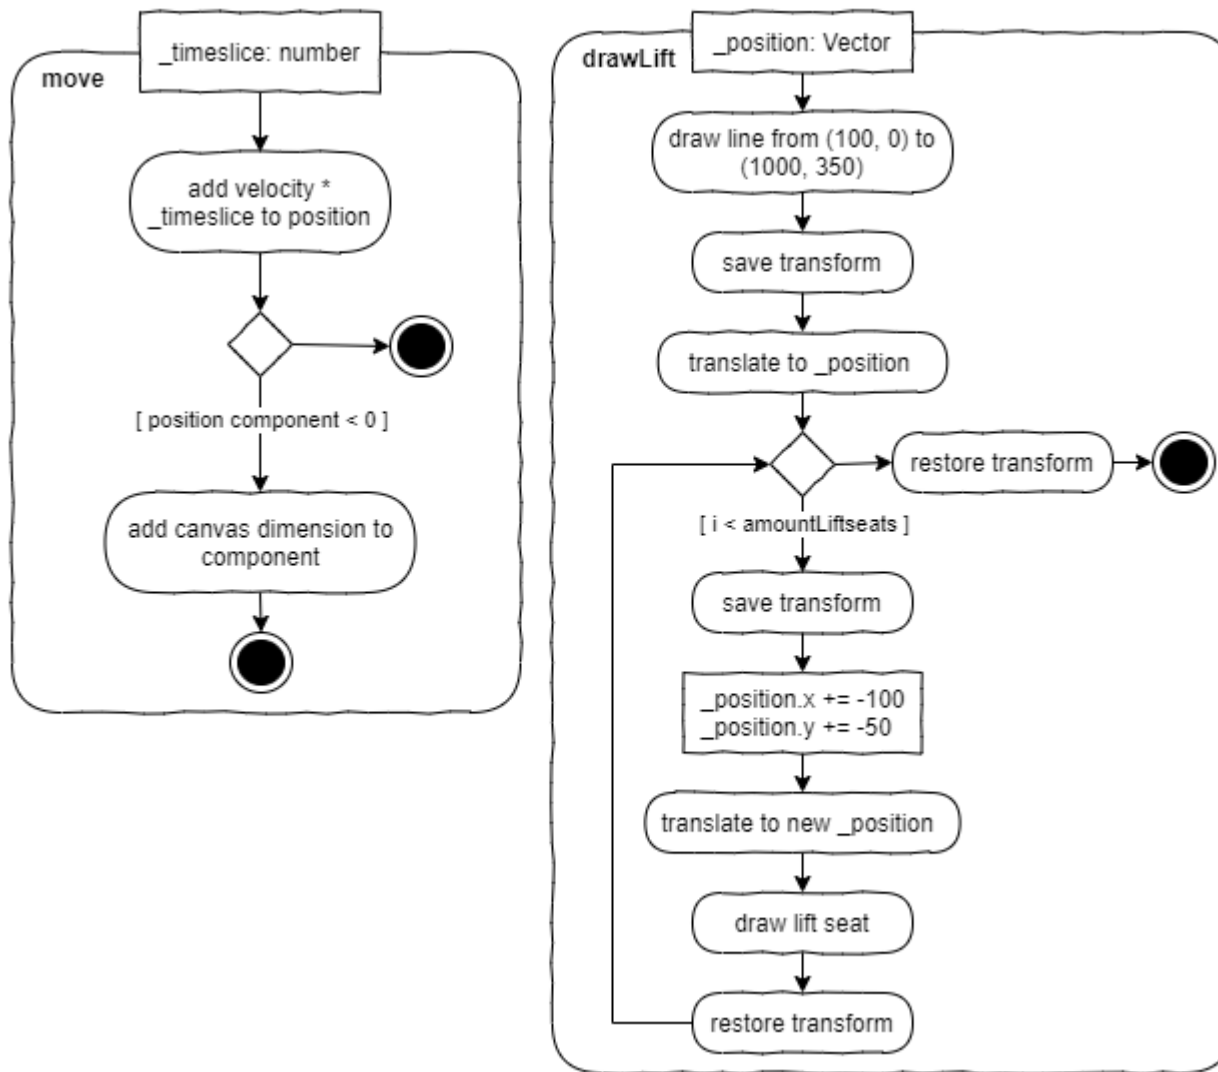 move
_timeslice: number
add velocity *
_timeslice to position
[ position component < 0 ]
add canvas dimension to
component
drawLift
_position: Vector
draw line from (100, 0) to
(1000, 350)
save transform
translate to _position
restore transform
[ i < amountLiftseats ]
save transform
_position.x += -100
_position.y += -50
translate to new _position
draw lift seat
restore transform